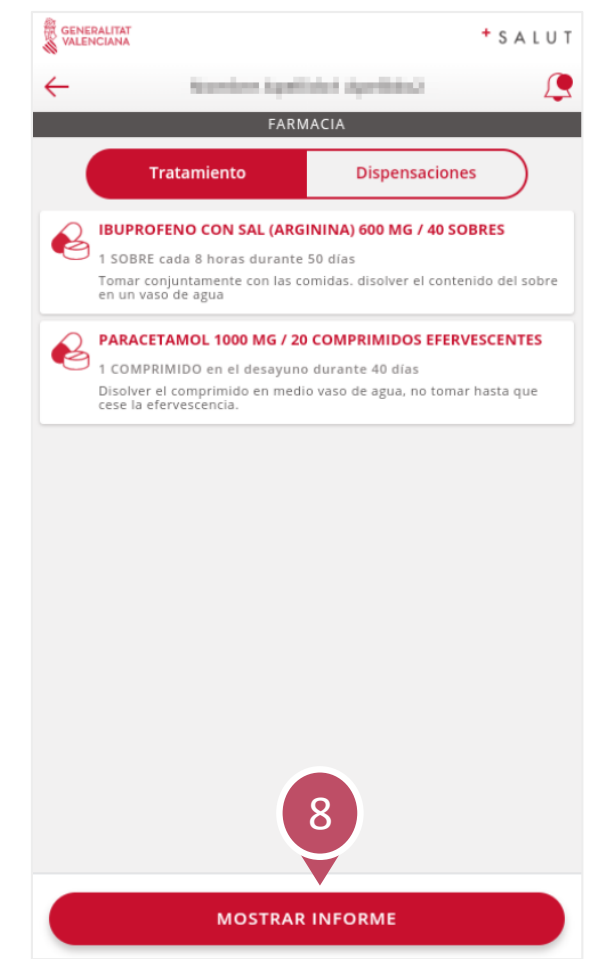 GENERALITAT
VALENCIANA
+SALUT
FARMACIA
Tratamiento
Dispensaciones
IBUPROFENO CON SAL (ARGININA) 600 MG / 40 SOBRES
1 SOBRE cada 8 horas durante 50 días
Tomar conjuntamente con las comidas. disolver el contenido del sobre
en un vaso de agua
PARACETAMOL 1000 MG / 20 COMPRIMIDOS EFERVESCENTES
1 COMPRIMIDO en el desayuno durante 40 días
Disolver el comprimido en medio vaso de agua, no tomar hasta que
cese la efervescencia.
8
MOSTRAR INFORME